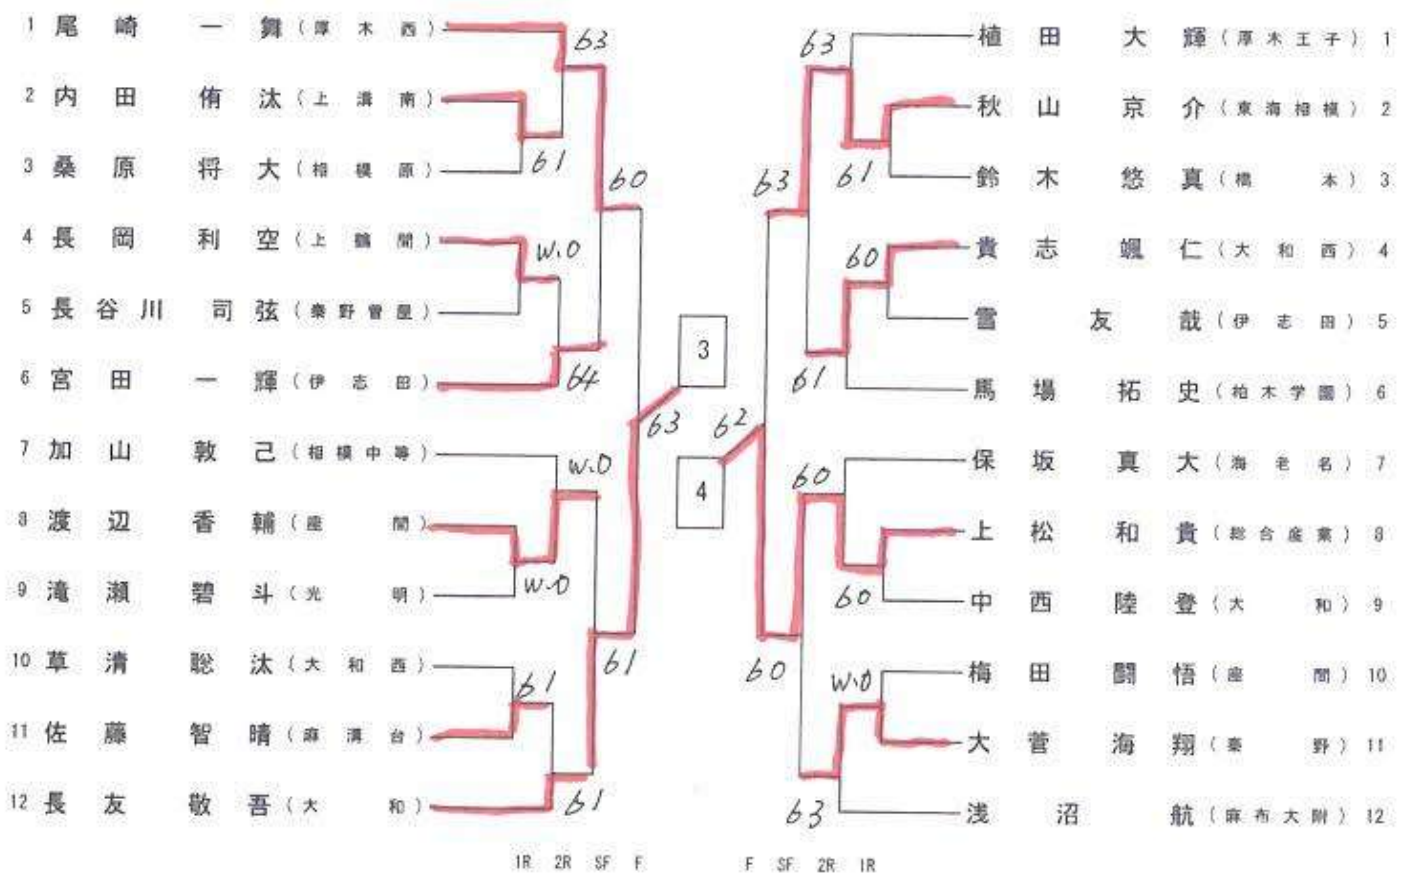 1 尾崎 一舞 (厚木西)
2 内田 侑汰 (上溝南)
3 桑原 将大 (相模原)
4 長岡 利空 (上鶴間)
5 長谷川 司弦 (秦野曽屋)
6 宮田 一輝 (伊志田)
7 加山 敦己 (相模中等)
8 渡辺 香輔 (座間)
9 滝瀬 碧斗 (光明)
10 草清 聡汰 (大和西)
11 佐藤 智晴 (麻溝台)
12 長友 敬吾 (大和)
63
61
60
W.O
64
63
W.O
W.O
61
61
61
3
4
1R 2R SF F
植田 大輝 (厚木王子) 1
秋山 京介 (東海相模) 2
鈴木 悠真 (橋本) 3
貴志 颯仁 (大和西) 4
雪 友哉 (伊志田) 5
馬場 拓史 (柏木学園) 6
保坂 真大 (海老名) 7
上松 和貴 (総合産業) 8
中西 陸登 (大和) 9
梅田 闘悟 (座間) 10
大菅 海翔 (秦野) 11
浅沼 航 (麻布大附) 12
63
61
63
60
61
62
60
60
60
W.O
63
F SF 2R 1R